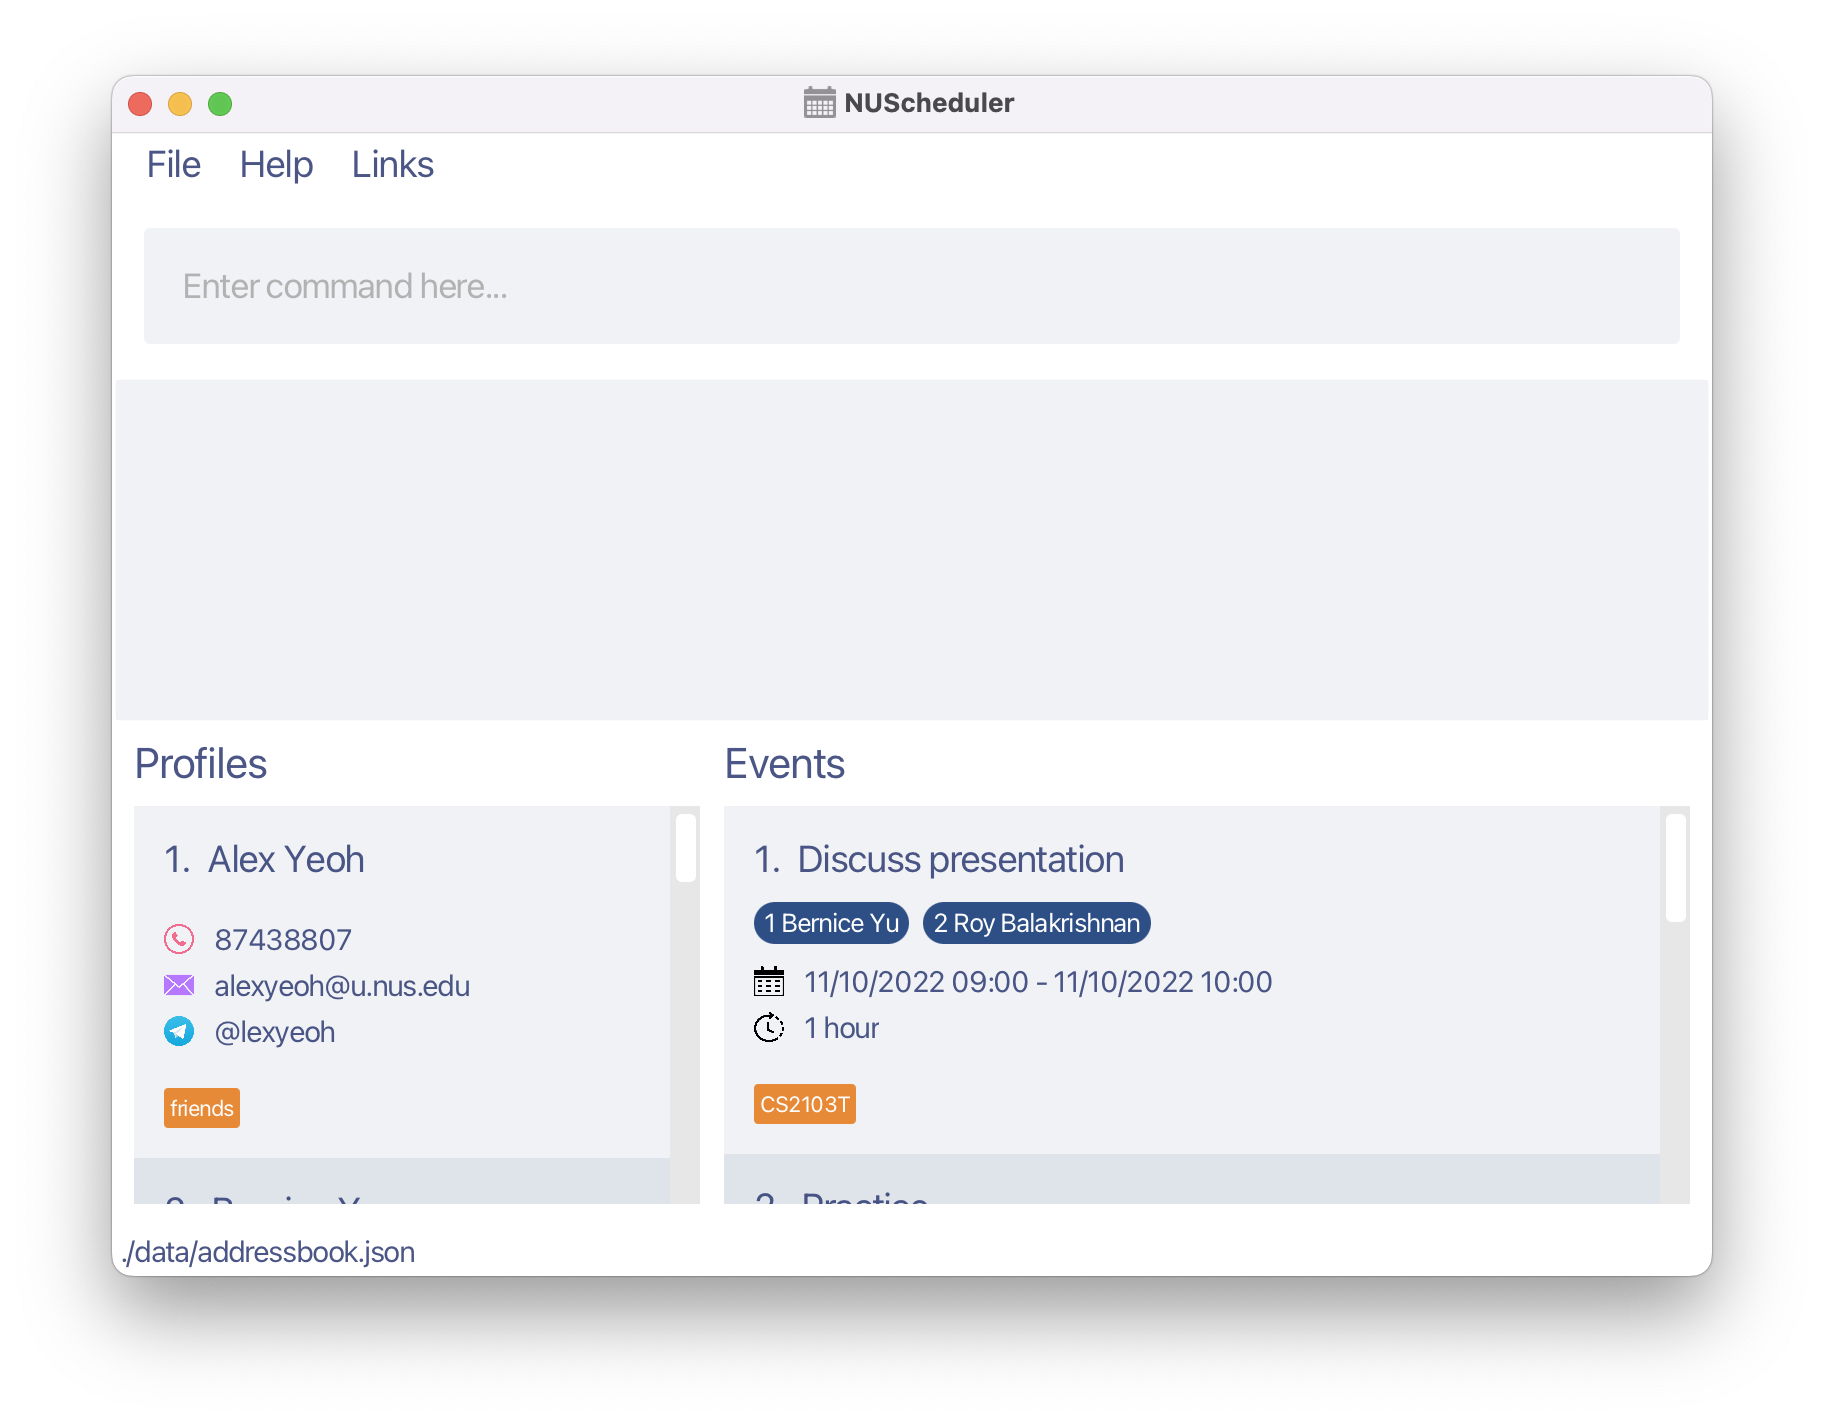 NUScheduler
File Help Links
Enter command here...
Profiles
1. Alex Yeoh
87438807
alexyeoh@u.nus.edu
@lexyeoh
friends
Events
1. Discuss presentation
1 Bernice Yu 2 Roy Balakrishnan
11/10/2022 09:00 - 11/10/2022 10:00
1 hour
CS2103T
2. Practice
./data/addressbook.json